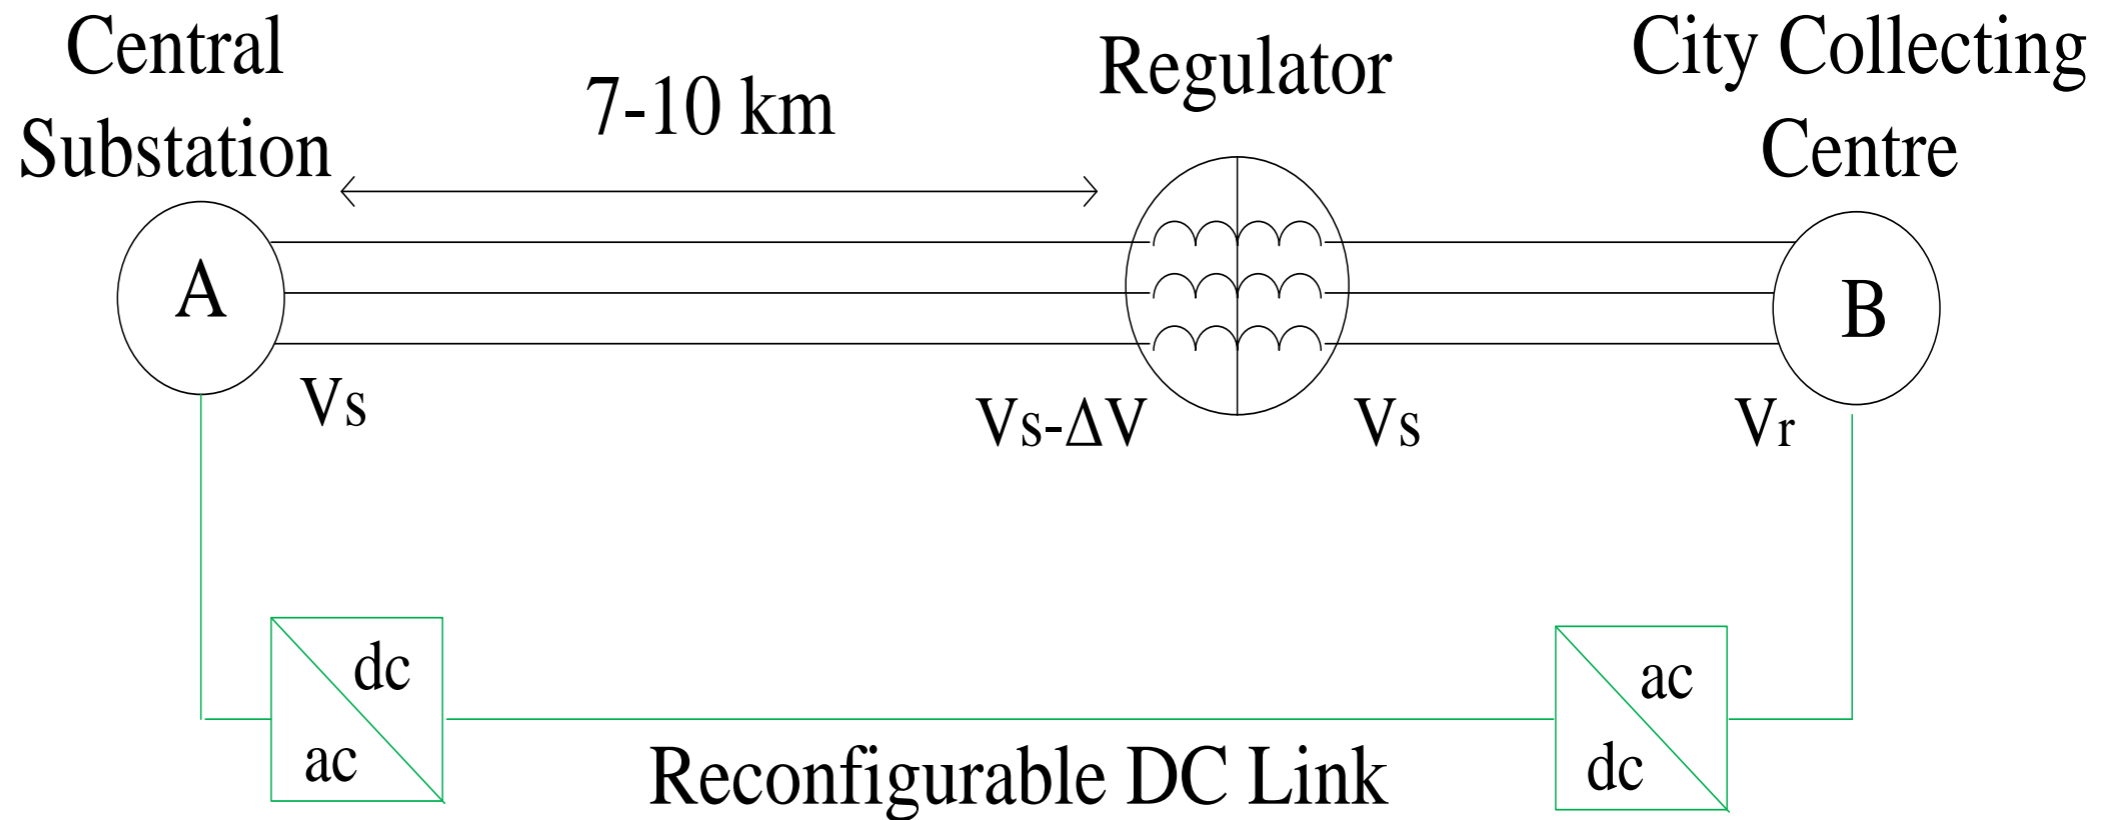 Central
Substation
7-10 km
Regulator
City Collecting
Centre
A
B
Vs
Vs-ΔV
Vs
Vr
dc
ac
Reconfigurable DC Link
ac
dc